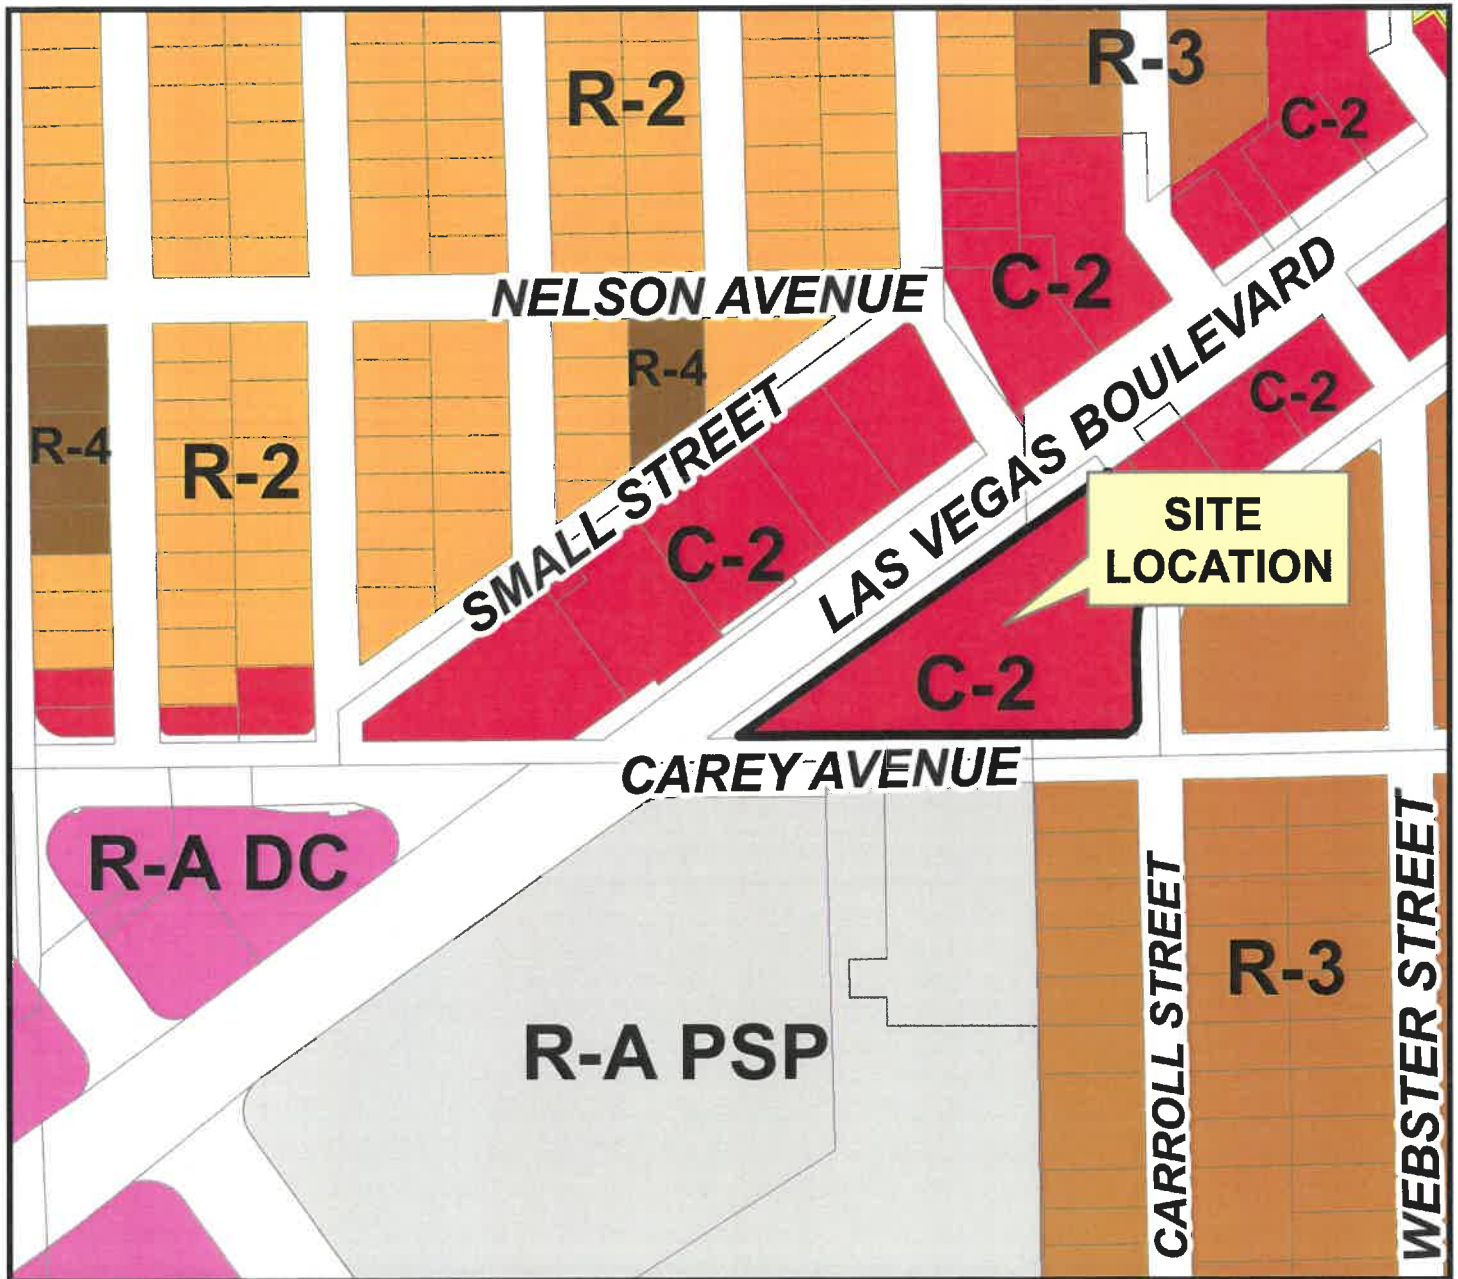 R-3
R-2
C-2
C-2
NELSON AVENUE
R-4
C-2
R-4
R-2
SMALL STREET
LAS VEGAS BOULEVARD
SITE
LOCATION
C-2
C-2
CAREY AVENUE
R-A DC
R-3
R-A PSP
CARROLL STREET
WEBSTER STREET